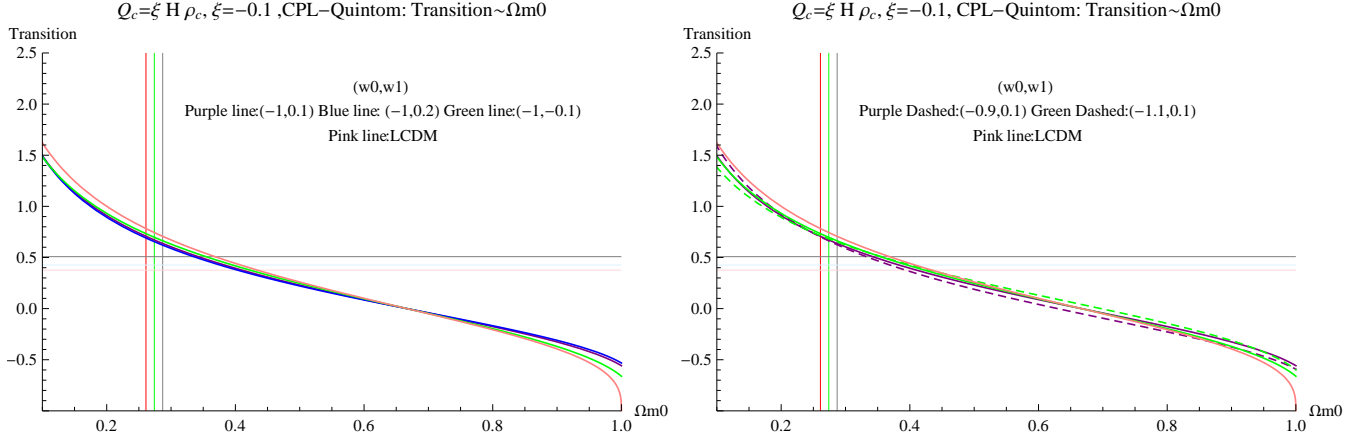 Q_c=ξ H ρ_c, ξ=−0.1 ,CPL−Quintom: Transition~Ωm0
Transition
2.5
2.0
1.5
1.0
0.5
0.0
−0.5
(w0,w1)
Purple line:(−1,0.1) Blue line: (−1,0.2) Green line:(−1,−0.1)
Pink line:LCDM
0.2 0.4 0.6 0.8 1.0
Ωm0
Q_c=ξ H ρ_c, ξ=−0.1, CPL−Quintom: Transition~Ωm0
Transition
2.5
2.0
1.5
1.0
0.5
0.0
−0.5
(w0,w1)
Purple Dashed:(−0.9,0.1) Green Dashed:(−1.1,0.1)
Pink line:LCDM
0.2 0.4 0.6 0.8 1.0
Ωm0